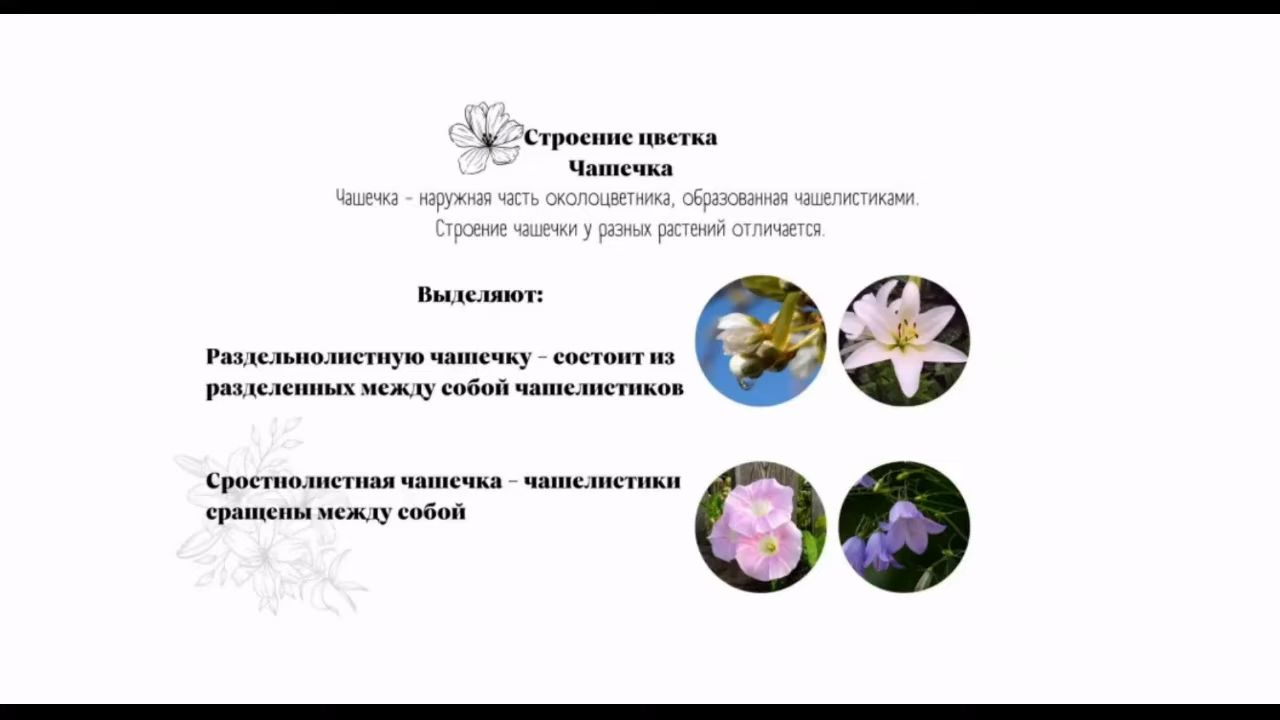 Строение цветка
Чашечка
Чашечка - наружная часть околоцветника, образованная чашелистиками.
Строение чашечки у разных растений отличается.
Выделяют:
Раздельнолистную чашечку - состоит из
разделенных между собой чашелистиков
Сростнолистная чашечка - чашелистики
сращены между собой